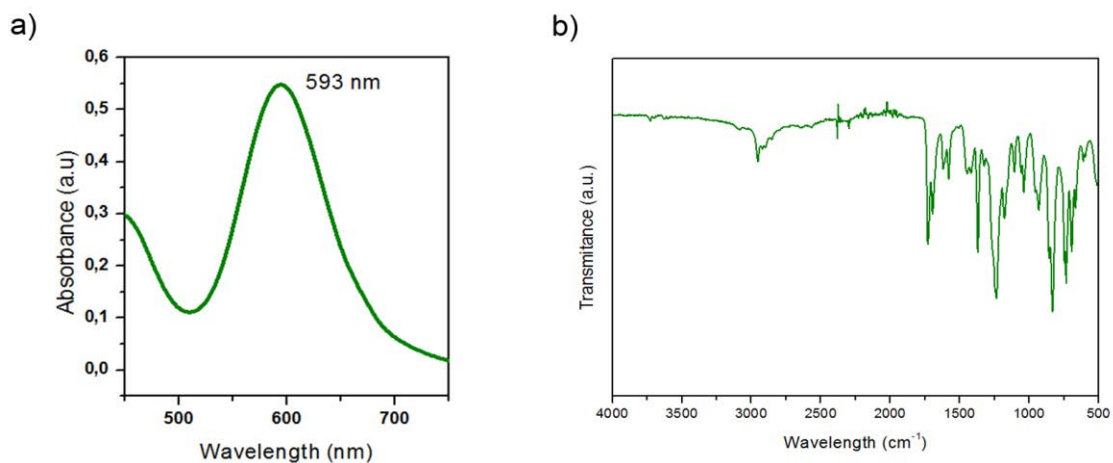 a)
0,6
0,5
0,4
0,3
0,2
0,1
0,0
Absorbance (a.u)
593 nm
500 600 700
Wavelength (nm)
b)
Transmitance (a.u.)
4000 3500 3000 2500 2000 1500 1000 500
Wavelength (cm⁻¹)